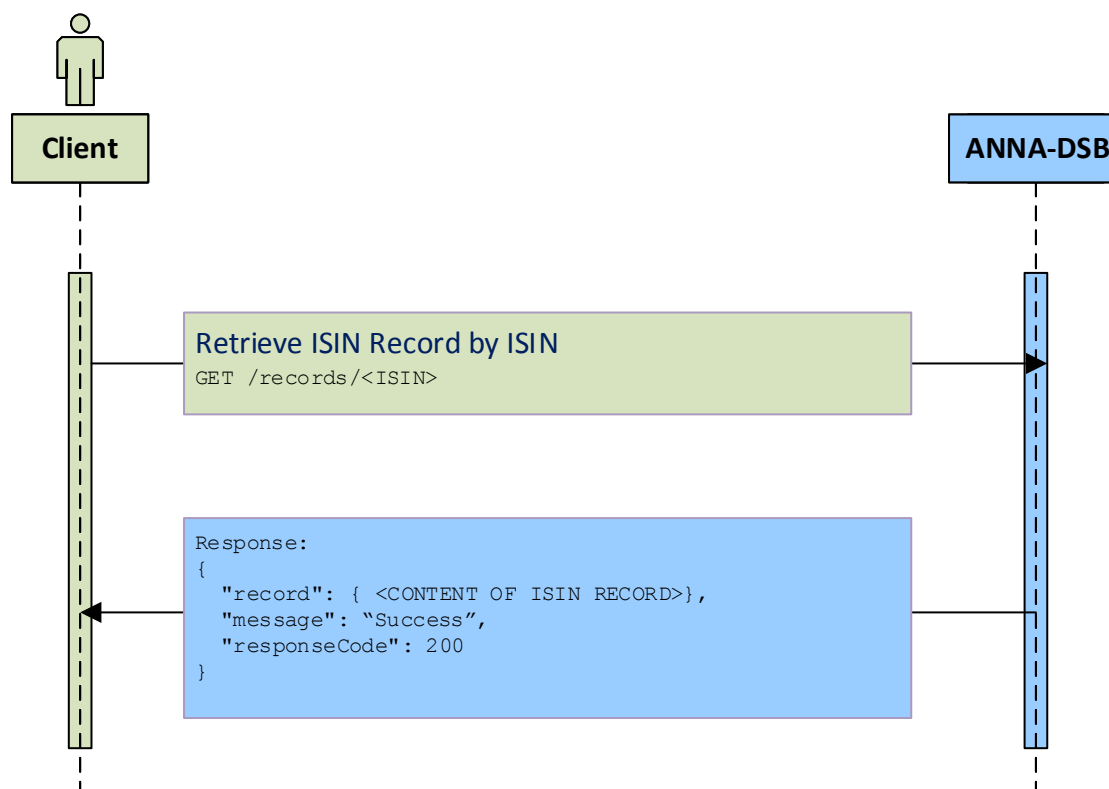 Client
ANNA-DSB
Retrieve ISIN Record by ISIN
GET /records/<ISIN>
Response:
{
  "record": { <CONTENT OF ISIN RECORD>},
  "message": “Success”,
  "responseCode": 200
}